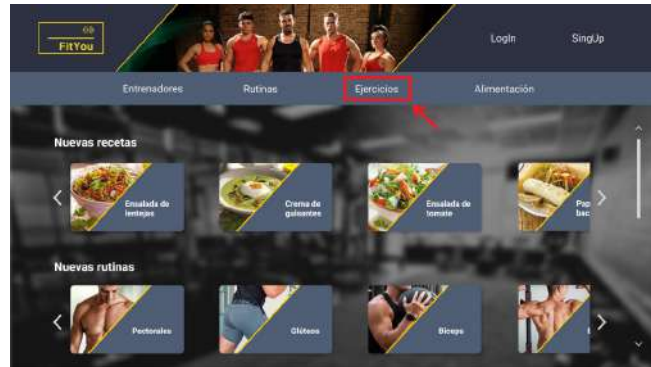 FitYou
LogIn
SingUp
Entrenadores
Rutinas
Ejercicios
Alimentación
Nuevas recetas
Ensalada de
lentejas
Crema de
guisantes
Ensalada de
tomate
Nuevas rutinas
Pectorales
Glúteos
Biceps